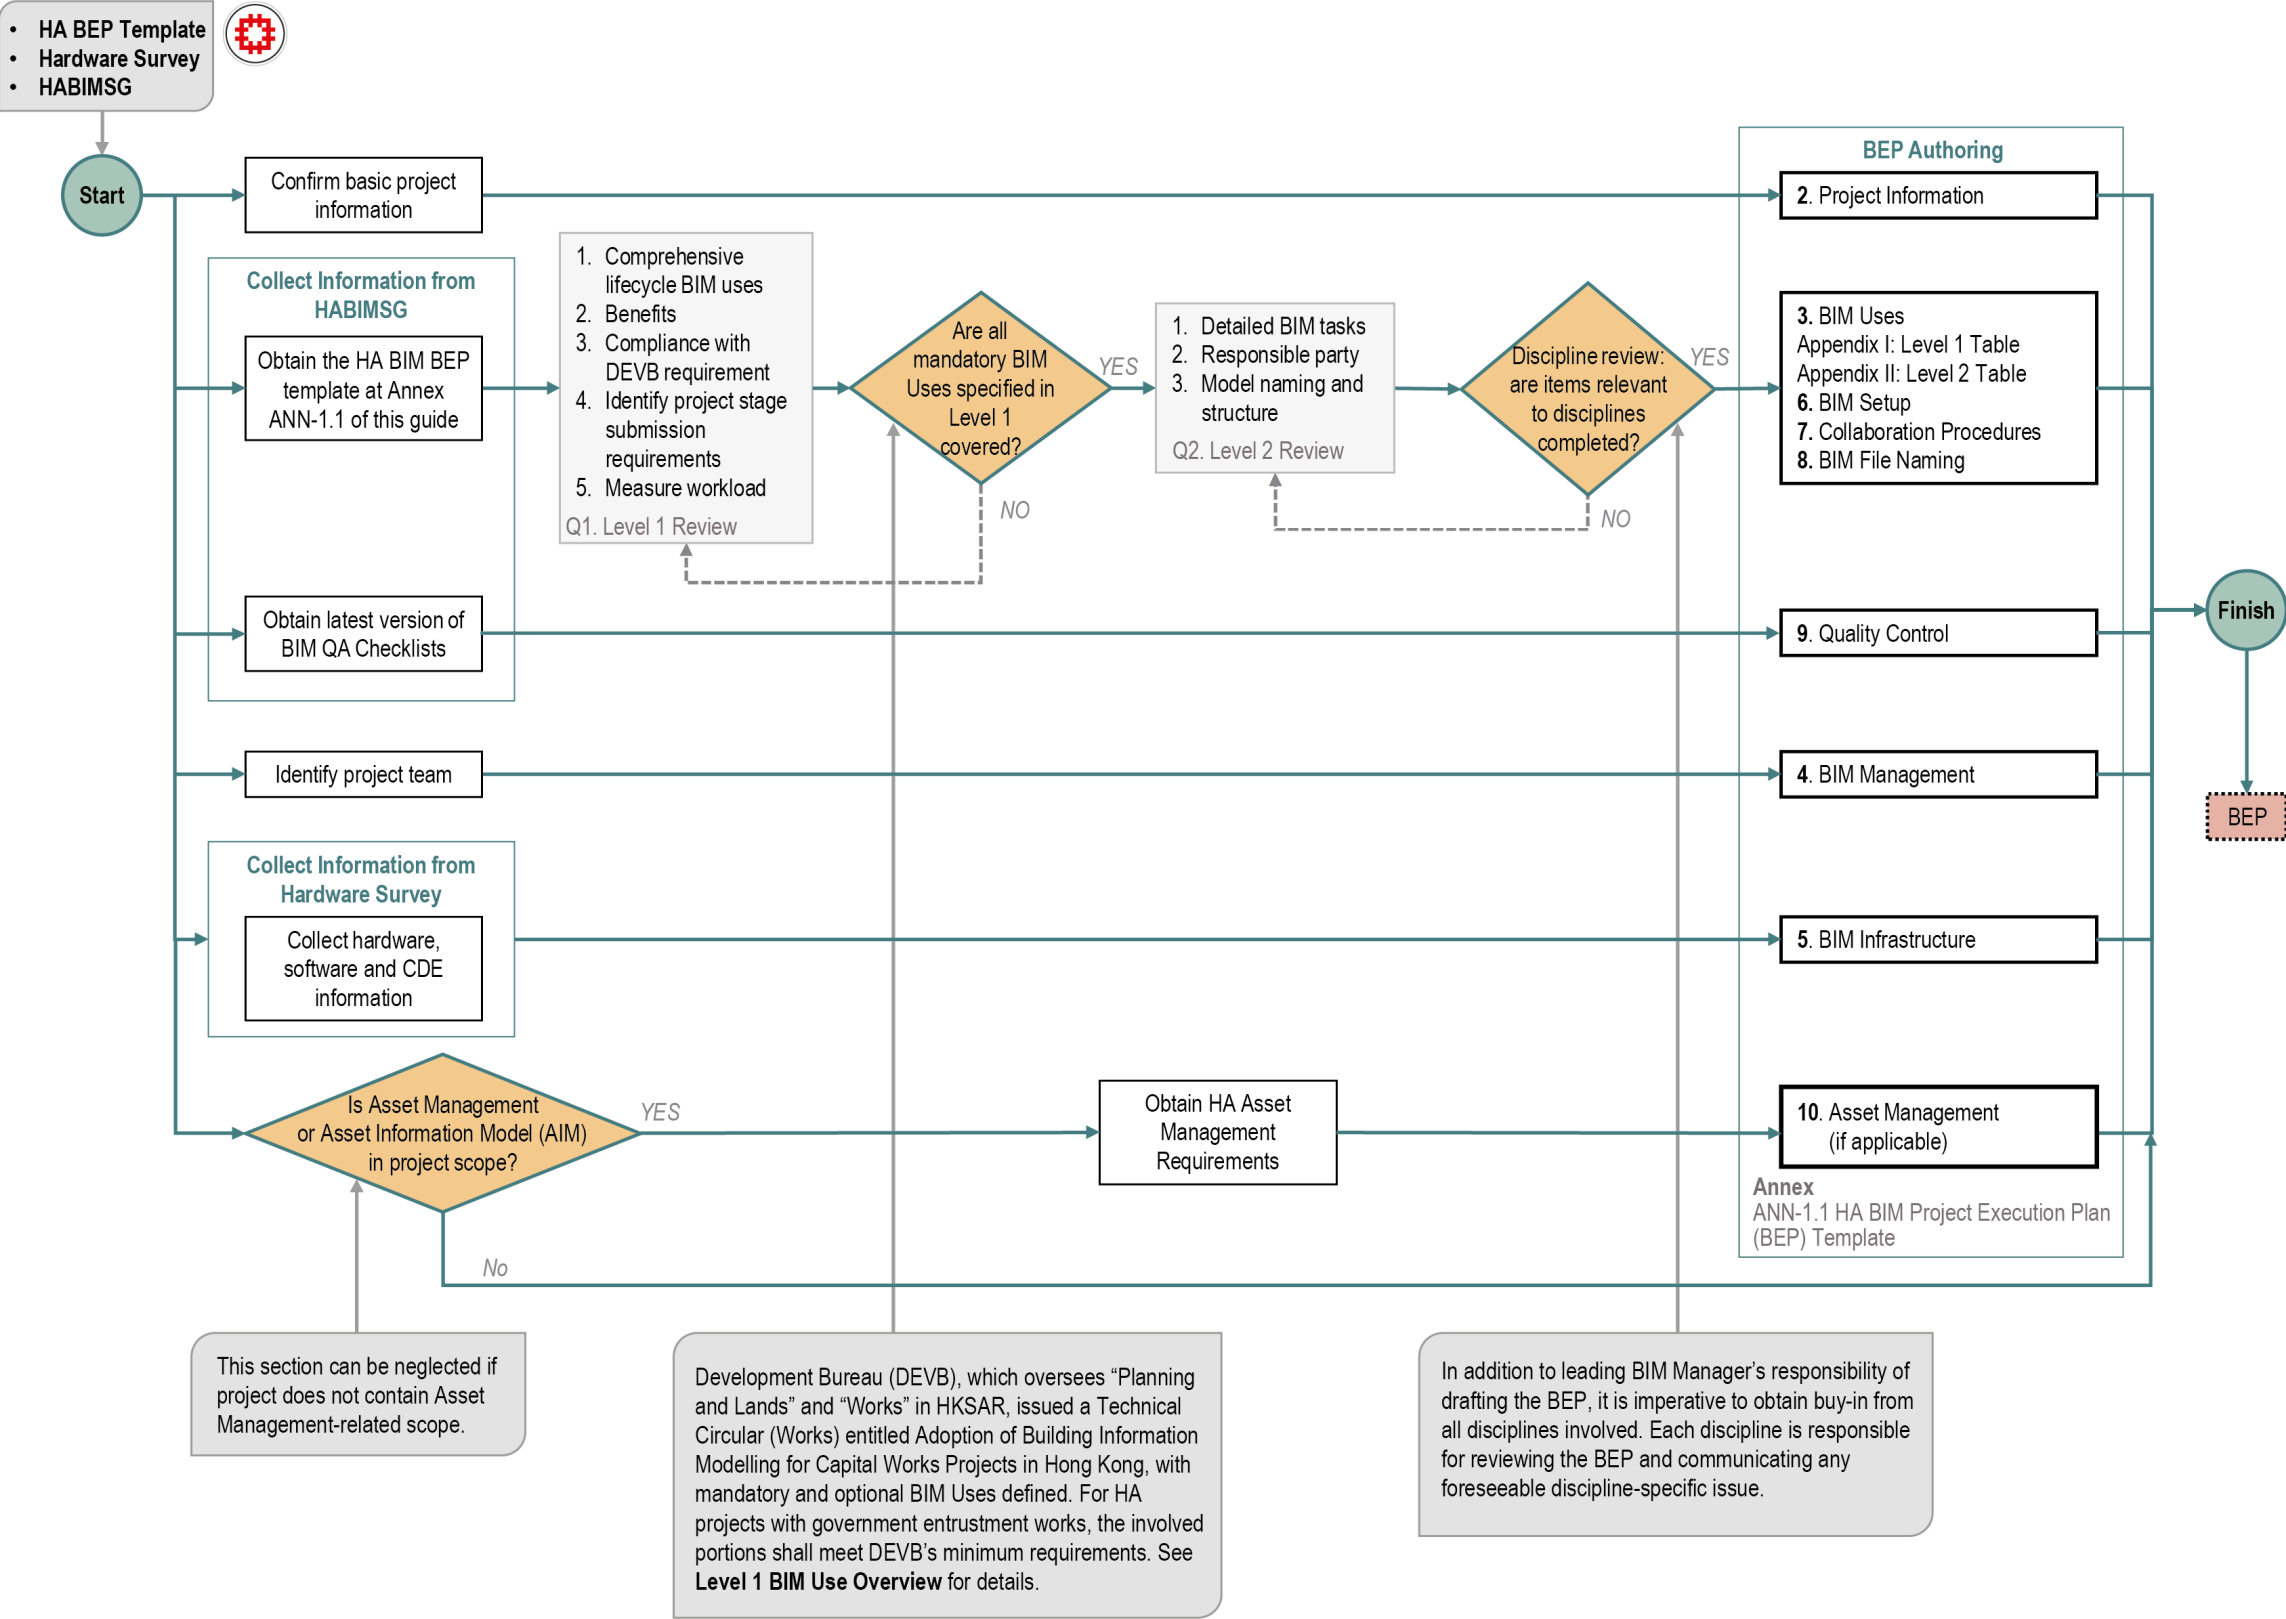 • HA BEP Template
• Hardware Survey
• HABIMSG
Start
Confirm basic project
information
Collect Information from
HABIMSG
Obtain the HA BIM BEP
template at Annex
ANN-1.1 of this guide
1. Comprehensive
lifecycle BIM uses
2. Benefits
3. Compliance with
DEVB requirement
4. Identify project stage
submission
requirements
5. Measure workload
Q1. Level 1 Review
Are all
mandatory BIM
Uses specified in
Level 1
covered?
YES
NO
1. Detailed BIM tasks
2. Responsible party
3. Model naming and
structure
Q2. Level 2 Review
Discipline review:
are items relevant
to disciplines
completed?
YES
NO
BEP Authoring
2. Project Information
3. BIM Uses
Appendix I: Level 1 Table
Appendix II: Level 2 Table
6. BIM Setup
7. Collaboration Procedures
8. BIM File Naming
Obtain latest version of
BIM QA Checklists
9. Quality Control
Finish
Identify project team
4. BIM Management
BEP
Collect Information from
Hardware Survey
Collect hardware,
software and CDE
information
5. BIM Infrastructure
Is Asset Management
or Asset Information Model (AIM)
in project scope?
YES
No
Obtain HA Asset
Management
Requirements
10. Asset Management
(if applicable)
Annex
ANN-1.1 HA BIM Project Execution Plan
(BEP) Template
This section can be neglected if
project does not contain Asset
Management-related scope.
Development Bureau (DEVB), which oversees “Planning
and Lands” and “Works” in HKSAR, issued a Technical
Circular (Works) entitled Adoption of Building Information
Modelling for Capital Works Projects in Hong Kong, with
mandatory and optional BIM Uses defined. For HA
projects with government entrustment works, the involved
portions shall meet DEVB’s minimum requirements. See
Level 1 BIM Use Overview for details.
In addition to leading BIM Manager’s responsibility of
drafting the BEP, it is imperative to obtain buy-in from
all disciplines involved. Each discipline is responsible
for reviewing the BEP and communicating any
foreseeable discipline-specific issue.